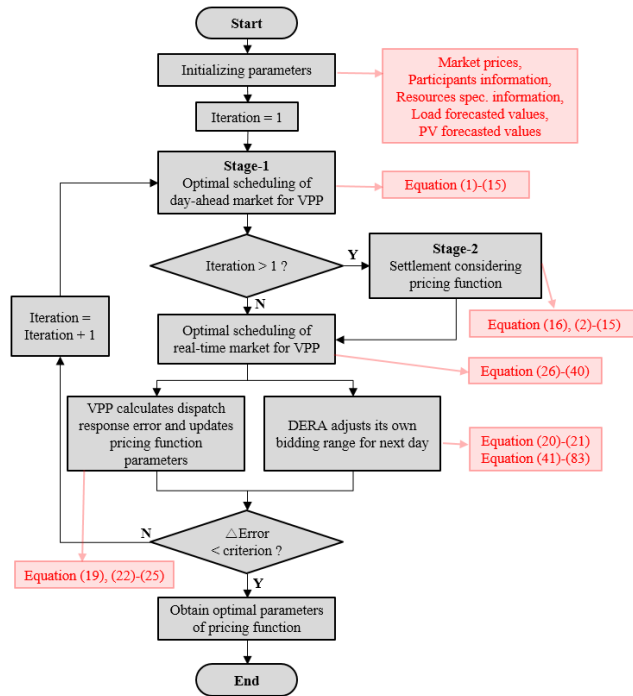 Start
Initializing parameters
Market prices,
Participants information,
Resources spec. information,
Load forecasted values,
PV forecasted values
Iteration = 1
Stage-1
Optimal scheduling of
day-ahead market for VPP
Equation (1)-(15)
Iteration > 1 ?
Y
N
Stage-2
Settlement considering
pricing function
Equation (16), (2)-(15)
Iteration =
Iteration + 1
Optimal scheduling of
real-time market for VPP
Equation (26)-(40)
VPP calculates dispatch
response error and updates
pricing function
parameters
DERA adjusts its own
bidding range for next day
Equation (20)-(21)
Equation (41)-(83)
△Error
< criterion ?
N
Y
Equation (19), (22)-(25)
Obtain optimal parameters
of pricing function
End